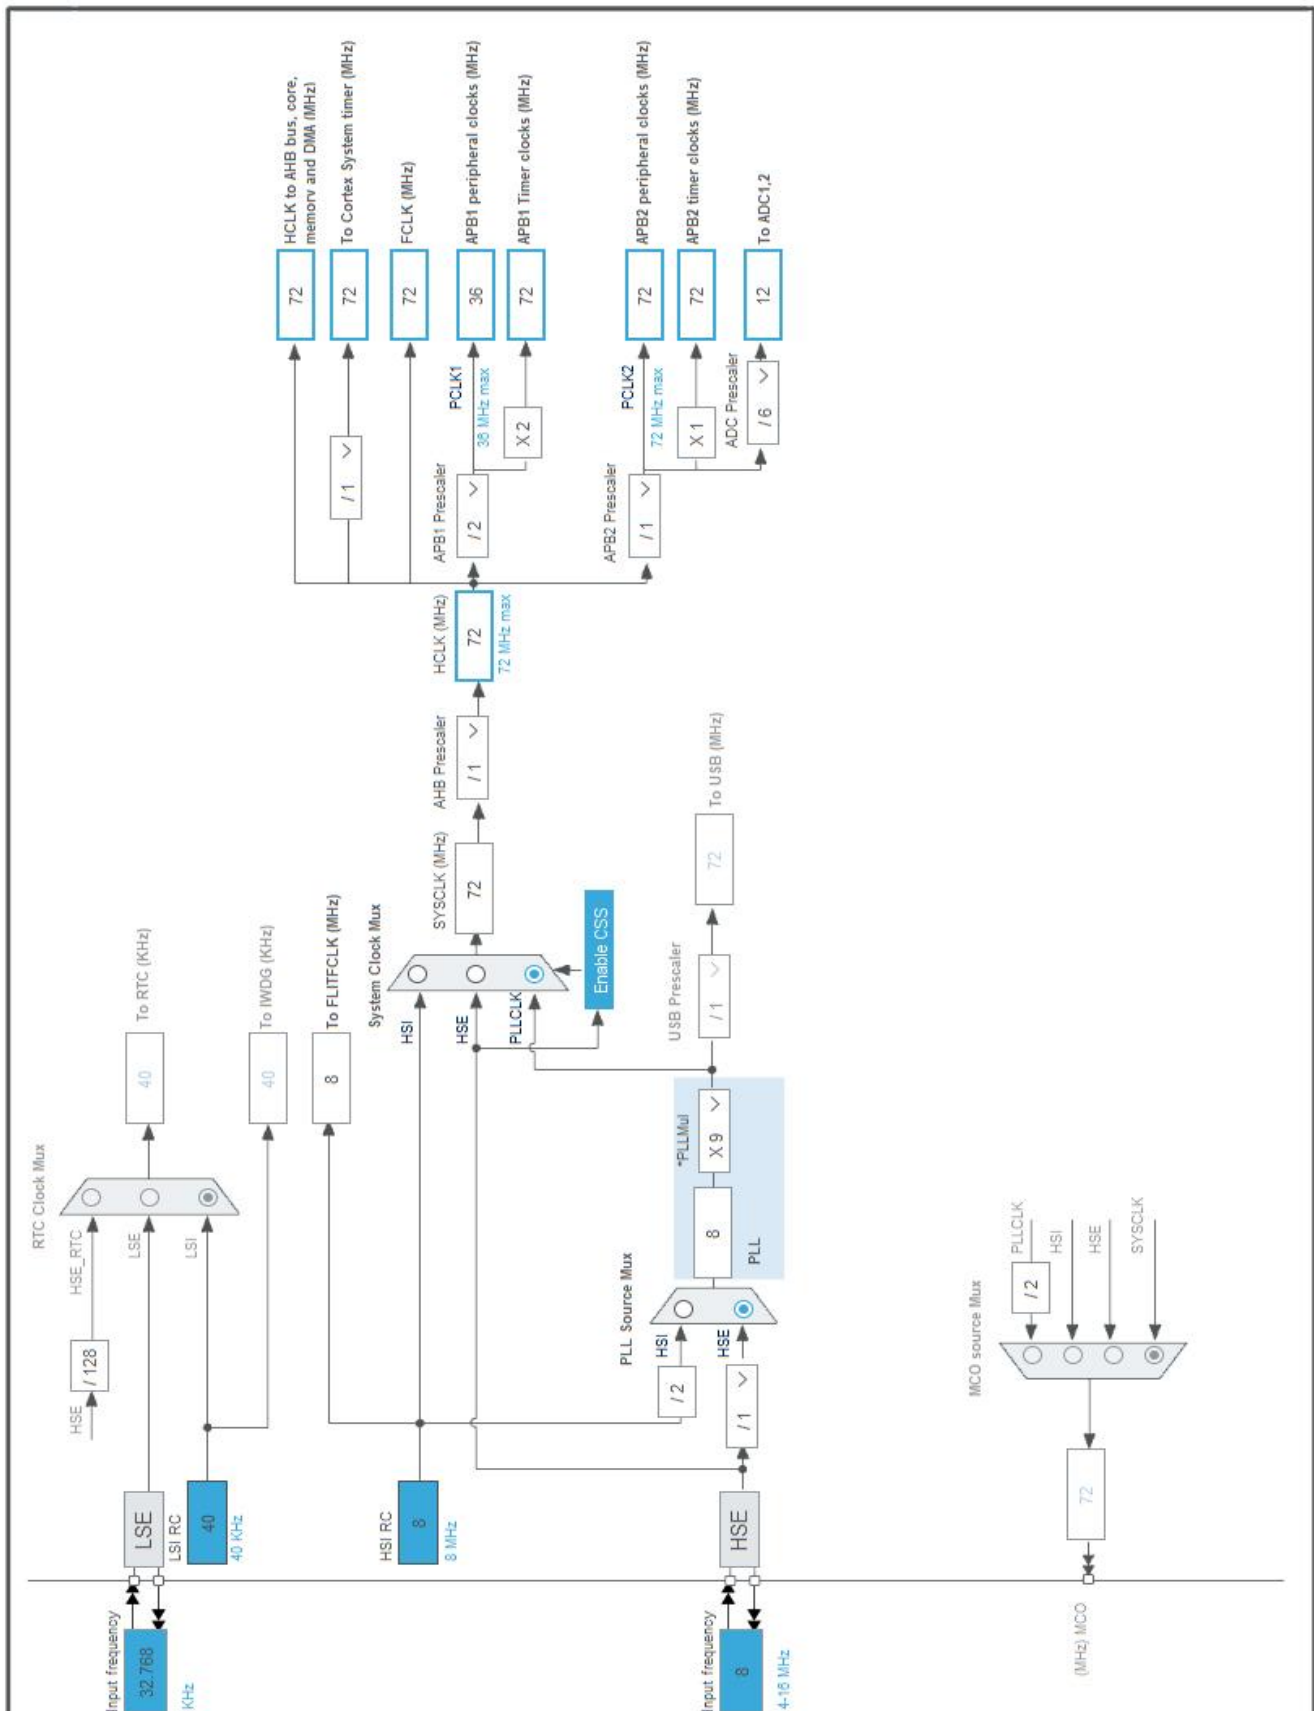 RTC Clock Mux
HSE
/ 128
HSE_RTC
To RTC (KHz)
40
Input frequency
32.768
KHz
LSE
LSE
LSI RC
40
40 KHz
LSI
To IWDG (KHz)
40
To FLITFCLK (MHz)
8
HSI RC
8
8 MHz
System Clock Mux
HSI
HSE
PLLCLK
Enable CSS
SYSCLK (MHz)
72
AHB Prescaler
/ 1
HCLK (MHz)
72
72 MHz max
72
HCLK to AHB bus, core,
memory and DMA (MHz)
/ 1
72
To Cortex System timer (MHz)
72
FCLK (MHz)
APB1 Prescaler
/ 2
PCLK1
36 MHz max
36
APB1 peripheral clocks (MHz)
X 2
72
APB1 Timer clocks (MHz)
APB2 Prescaler
/ 1
PCLK2
72 MHz max
72
APB2 peripheral clocks (MHz)
X 1
72
APB2 timer clocks (MHz)
ADC Prescaler
/ 6
12
To ADC1,2
PLL Source Mux
/ 2
HSI
HSE
/ 1
Input frequency
8
4-16 MHz
HSE
8
*PLLMul
X 9
PLL
USB Prescaler
/ 1
72
To USB (MHz)
MCO source Mux
/ 2
PLLCLK
HSI
HSE
SYSCLK
72
(MHz) MCO